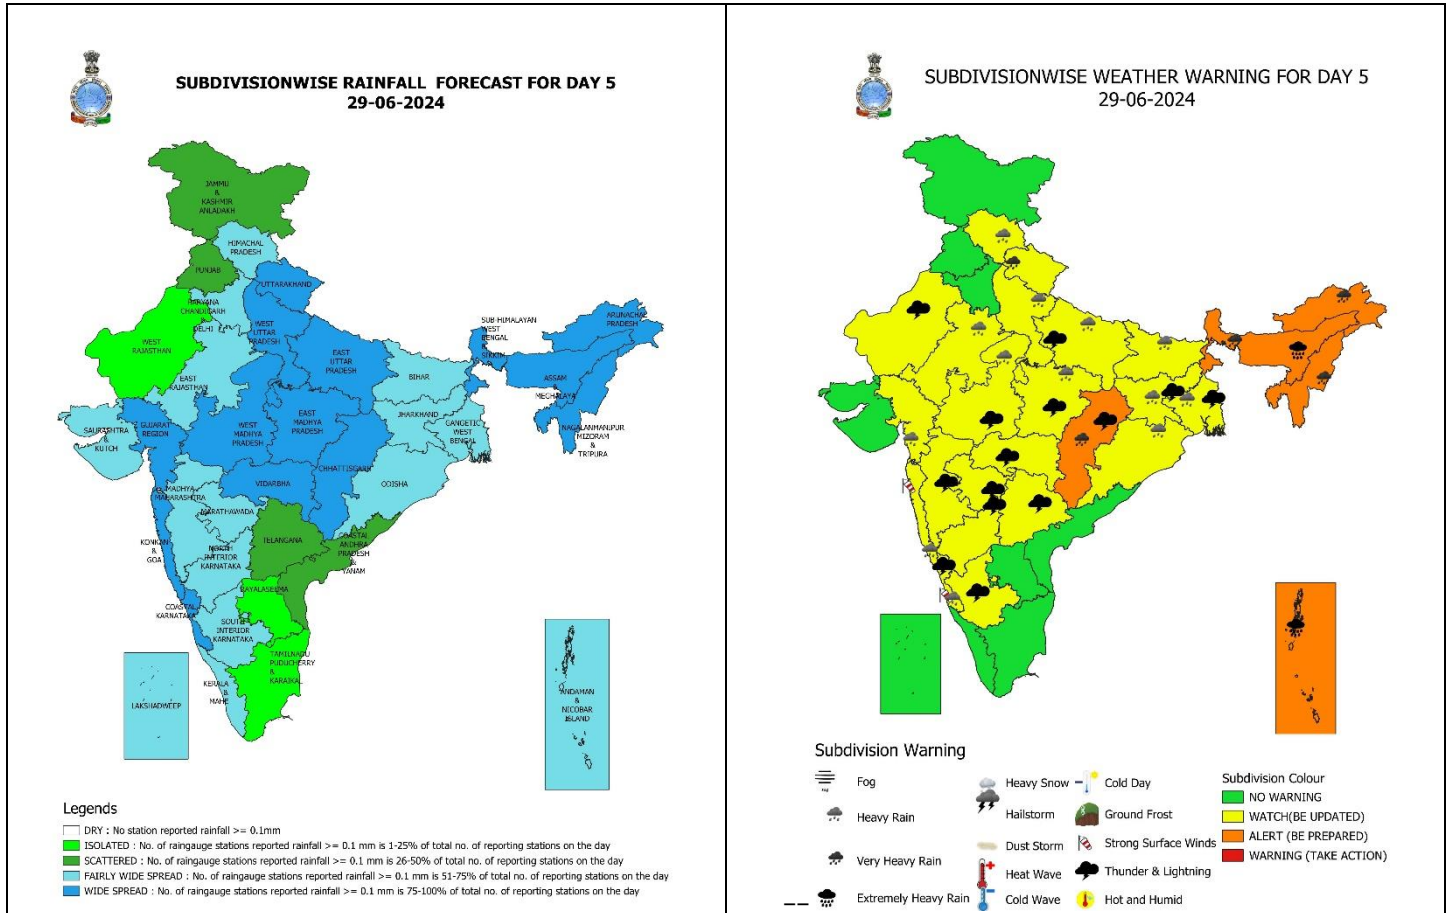 SUBDIVISIONWISE RAINFALL FORECAST FOR DAY 5
29-06-2024
JAMMU
&
KASHMIR
ANLADAKH
HIMACHAL
PRADESH
PUNJAB
UTTARAKHAND
HARYANA
CHANDIGARH
&
DELHI
WEST
UTTAR
PRADESH
WEST
RAJASTHAN
EAST
UTTAR
PRADESH
SUB-HIMALAYAN
WEST
BENGAL
&
SIKKIM
ARUNACHAL
PRADESH
EAST
RAJASTHAN
BIHAR
ASSAM
&
MEGHALAYA
SAURASHTRA
&
KUTCH
GUJARAT
REGION
WEST
MADHYA
PRADESH
EAST
MADHYA
PRADESH
JHARKHAND
GANGETIC
WEST
BENGAL
NAGALANMANIPUR
MIZORAM
&
TRIPURA
CHHATTISGARH
VIDARBHA
ODISHA
MADHYA
MAHARASHTRA
MARATHAWADA
KONKAN
&
GOA
NORTH
INTERIOR
KARNATAKA
TELANGANA
COASTAL
ANDHRA
PRADESH
&
YANAM
RAYALASEEMA
COASTAL
KARNATAKA
SOUTH
INTERIOR
KARNATAKA
TAMILNADU
PUDUCHERRY
&
KARAIKAL
KERALA
&
MAHE
LAKSHADWEEP
ANDAMAN
&
NICOBAR
ISLAND
Legends
DRY : No station reported rainfall >= 0.1mm
ISOLATED : No. of raingauge stations reported rainfall >= 0.1 mm is 1-25% of total no. of reporting stations on the day
SCATTERED : No. of raingauge stations reported rainfall >= 0.1 mm is 26-50% of total no. of reporting stations on the day
FAIRLY WIDE SPREAD : No. of raingauge stations reported rainfall >= 0.1 mm is 51-75% of total no. of reporting stations on the day
WIDE SPREAD : No. of raingauge stations reported rainfall >= 0.1 mm is 75-100% of total no. of reporting stations on the day
SUBDIVISIONWISE WEATHER WARNING FOR DAY 5
29-06-2024
Subdivision Warning
Fog
Heavy Rain
Very Heavy Rain
Extremely Heavy Rain
Heavy Snow
Hailstorm
Dust Storm
Heat Wave
Cold Wave
Cold Day
Ground Frost
Strong Surface Winds
Thunder & Lightning
Hot and Humid
Subdivision Colour
NO WARNING
WATCH(BE UPDATED)
ALERT (BE PREPARED)
WARNING (TAKE ACTION)